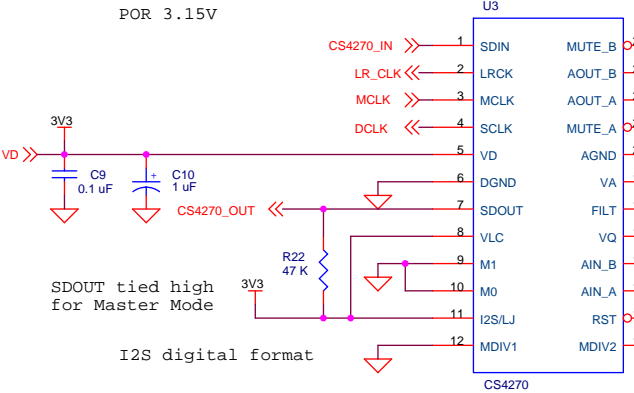 POR 3.15V
U3
CS4270_IN 1 SDIN MUTE_B
LR_CLK 2 LRCK AOUT_B
MCLK 3 MCLK AOUT_A
DCLK 4 SCLK MUTE_A
3V3
VD 5 VD AGND
C9
0.1 uF
+ C10
1 uF
6 DGND VA
CS4270_OUT 7 SDOUT FILT
8 VLC VQ
R22
47 K
9 M1 AIN_B
10 M0 AIN_A
SDOUT tied high
for Master Mode
3V3
11 I2S/LJ RST
I2S digital format
12 MDIV1 MDIV2
CS4270